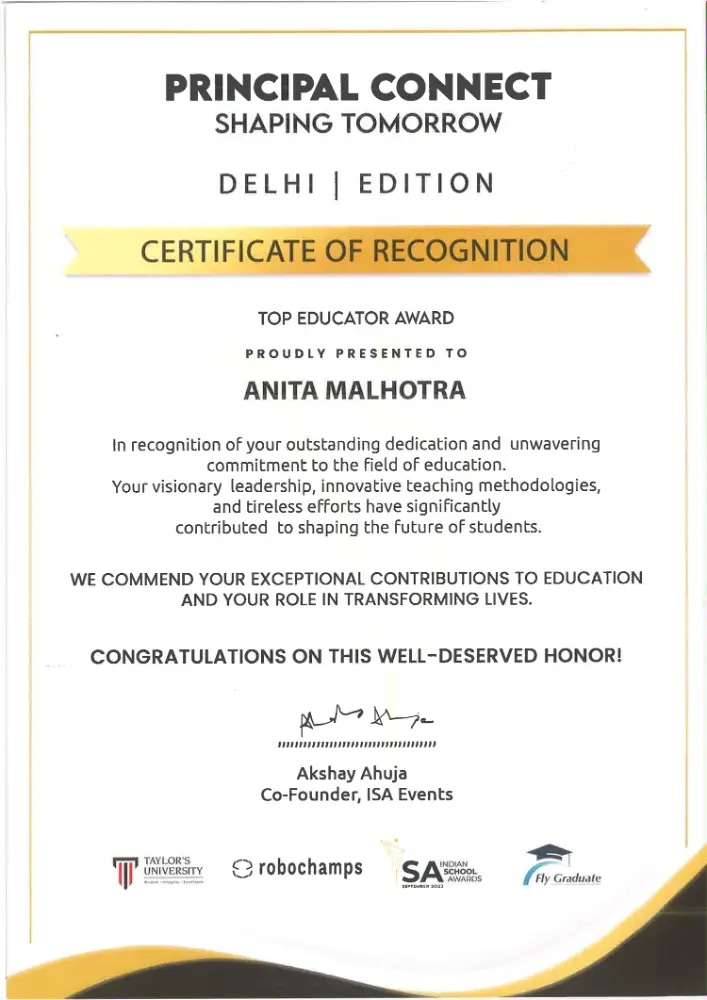 PRINCIPAL CONNECT
SHAPING TOMORROW
DELHI | EDITION
CERTIFICATE OF RECOGNITION
TOP EDUCATOR AWARD
PROUDLY PRESENTED TO
ANITA MALHOTRA
In recognition of your outstanding dedication and unwavering
commitment to the field of education.
Your visionary leadership, innovative teaching methodologies,
and tireless efforts have significantly
contributed to shaping the future of students.
WE COMMEND YOUR EXCEPTIONAL CONTRIBUTIONS TO EDUCATION
AND YOUR ROLE IN TRANSFORMING LIVES.
CONGRATULATIONS ON THIS WELL-DESERVED HONOR!
Akshay Ahuja
Co-Founder, ISA Events
TAYLOR'S
UNIVERSITY
Wisdom · Integrity · Excellence
robochamps
SA INDIAN
SCHOOL
AWARDS
Fly Graduate